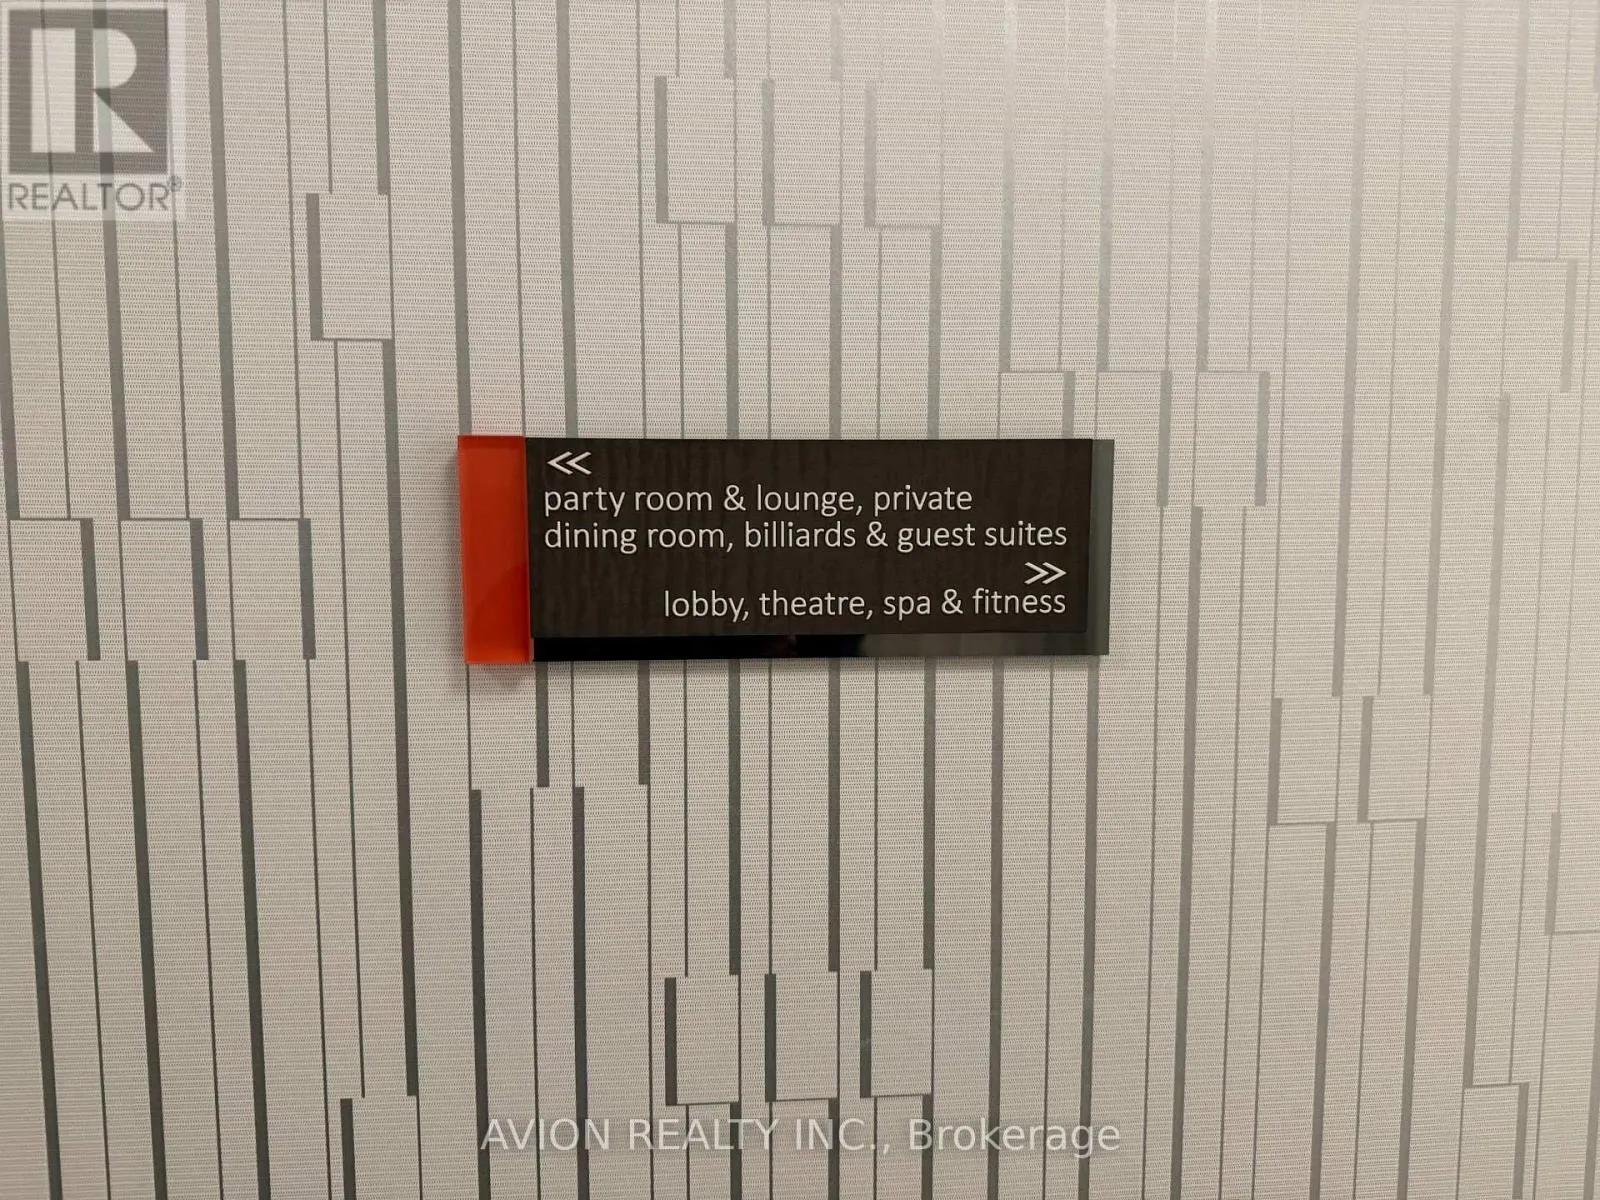 R
REALTOR®
<<
party room & lounge, private
dining room, billiards & guest suites
>>
lobby, theatre, spa & fitness
AVION REALTY INC., Brokerage